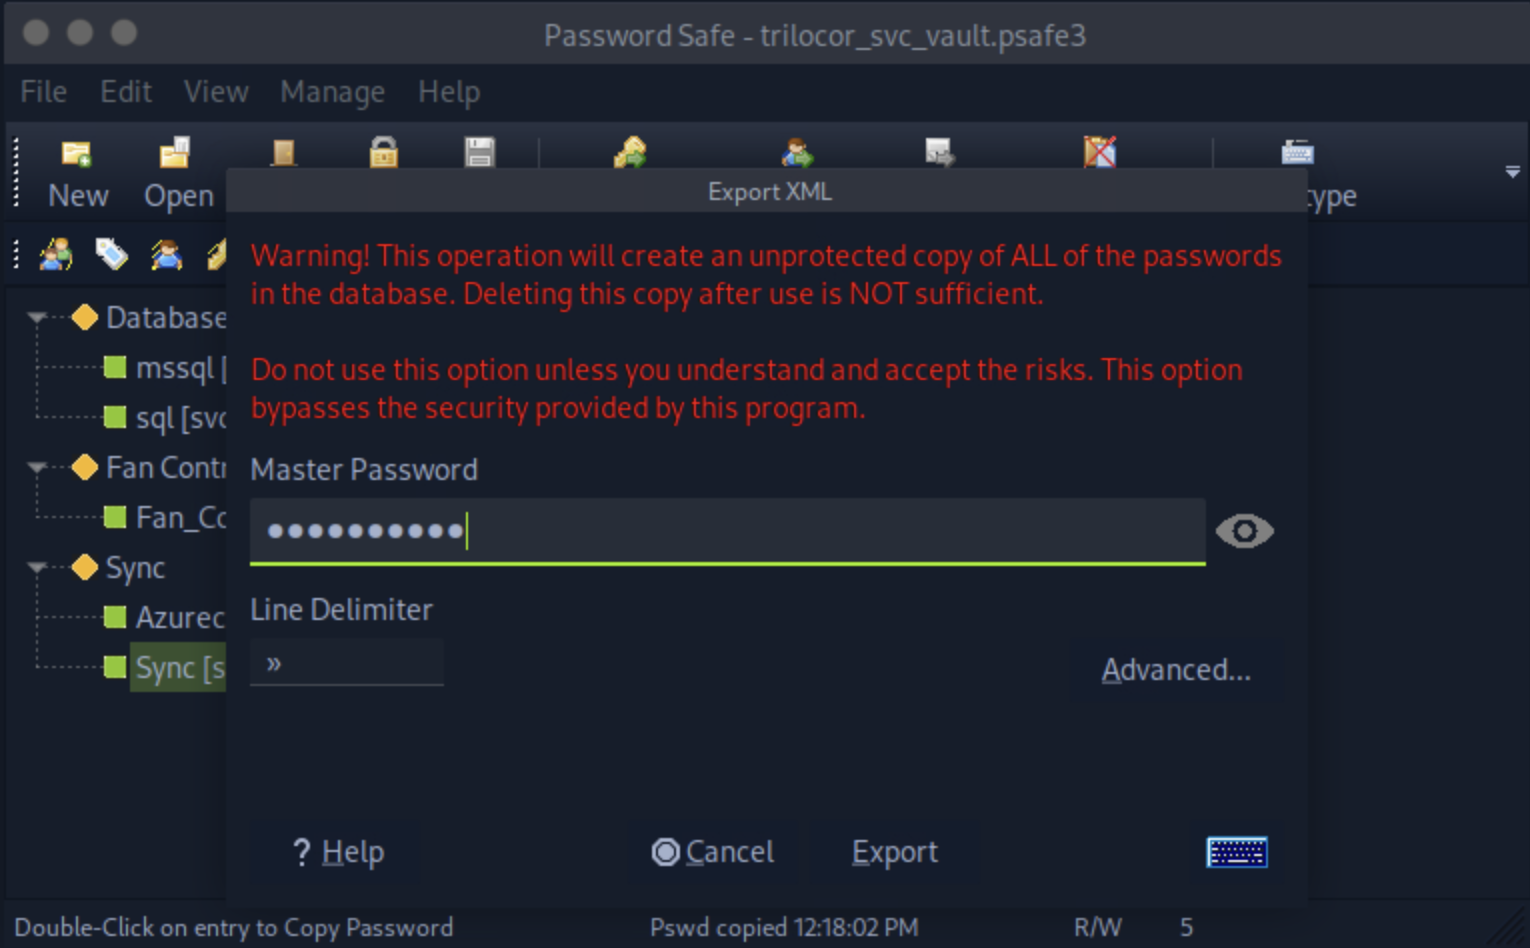 Password Safe - trilocor_svc_vault.psafe3
File Edit View Manage Help
New Open
Export XML
Warning! This operation will create an unprotected copy of ALL of the passwords
in the database. Deleting this copy after use is NOT sufficient.
Do not use this option unless you understand and accept the risks. This option
bypasses the security provided by this program.
Database
mssql [
sql [svc
Fan Contr
Fan_Co
Sync
Azurec
Sync [s
Master Password
Line Delimiter
»
Advanced...
? Help Cancel Export
Double-Click on entry to Copy Password Pswd copied 12:18:02 PM R/W 5